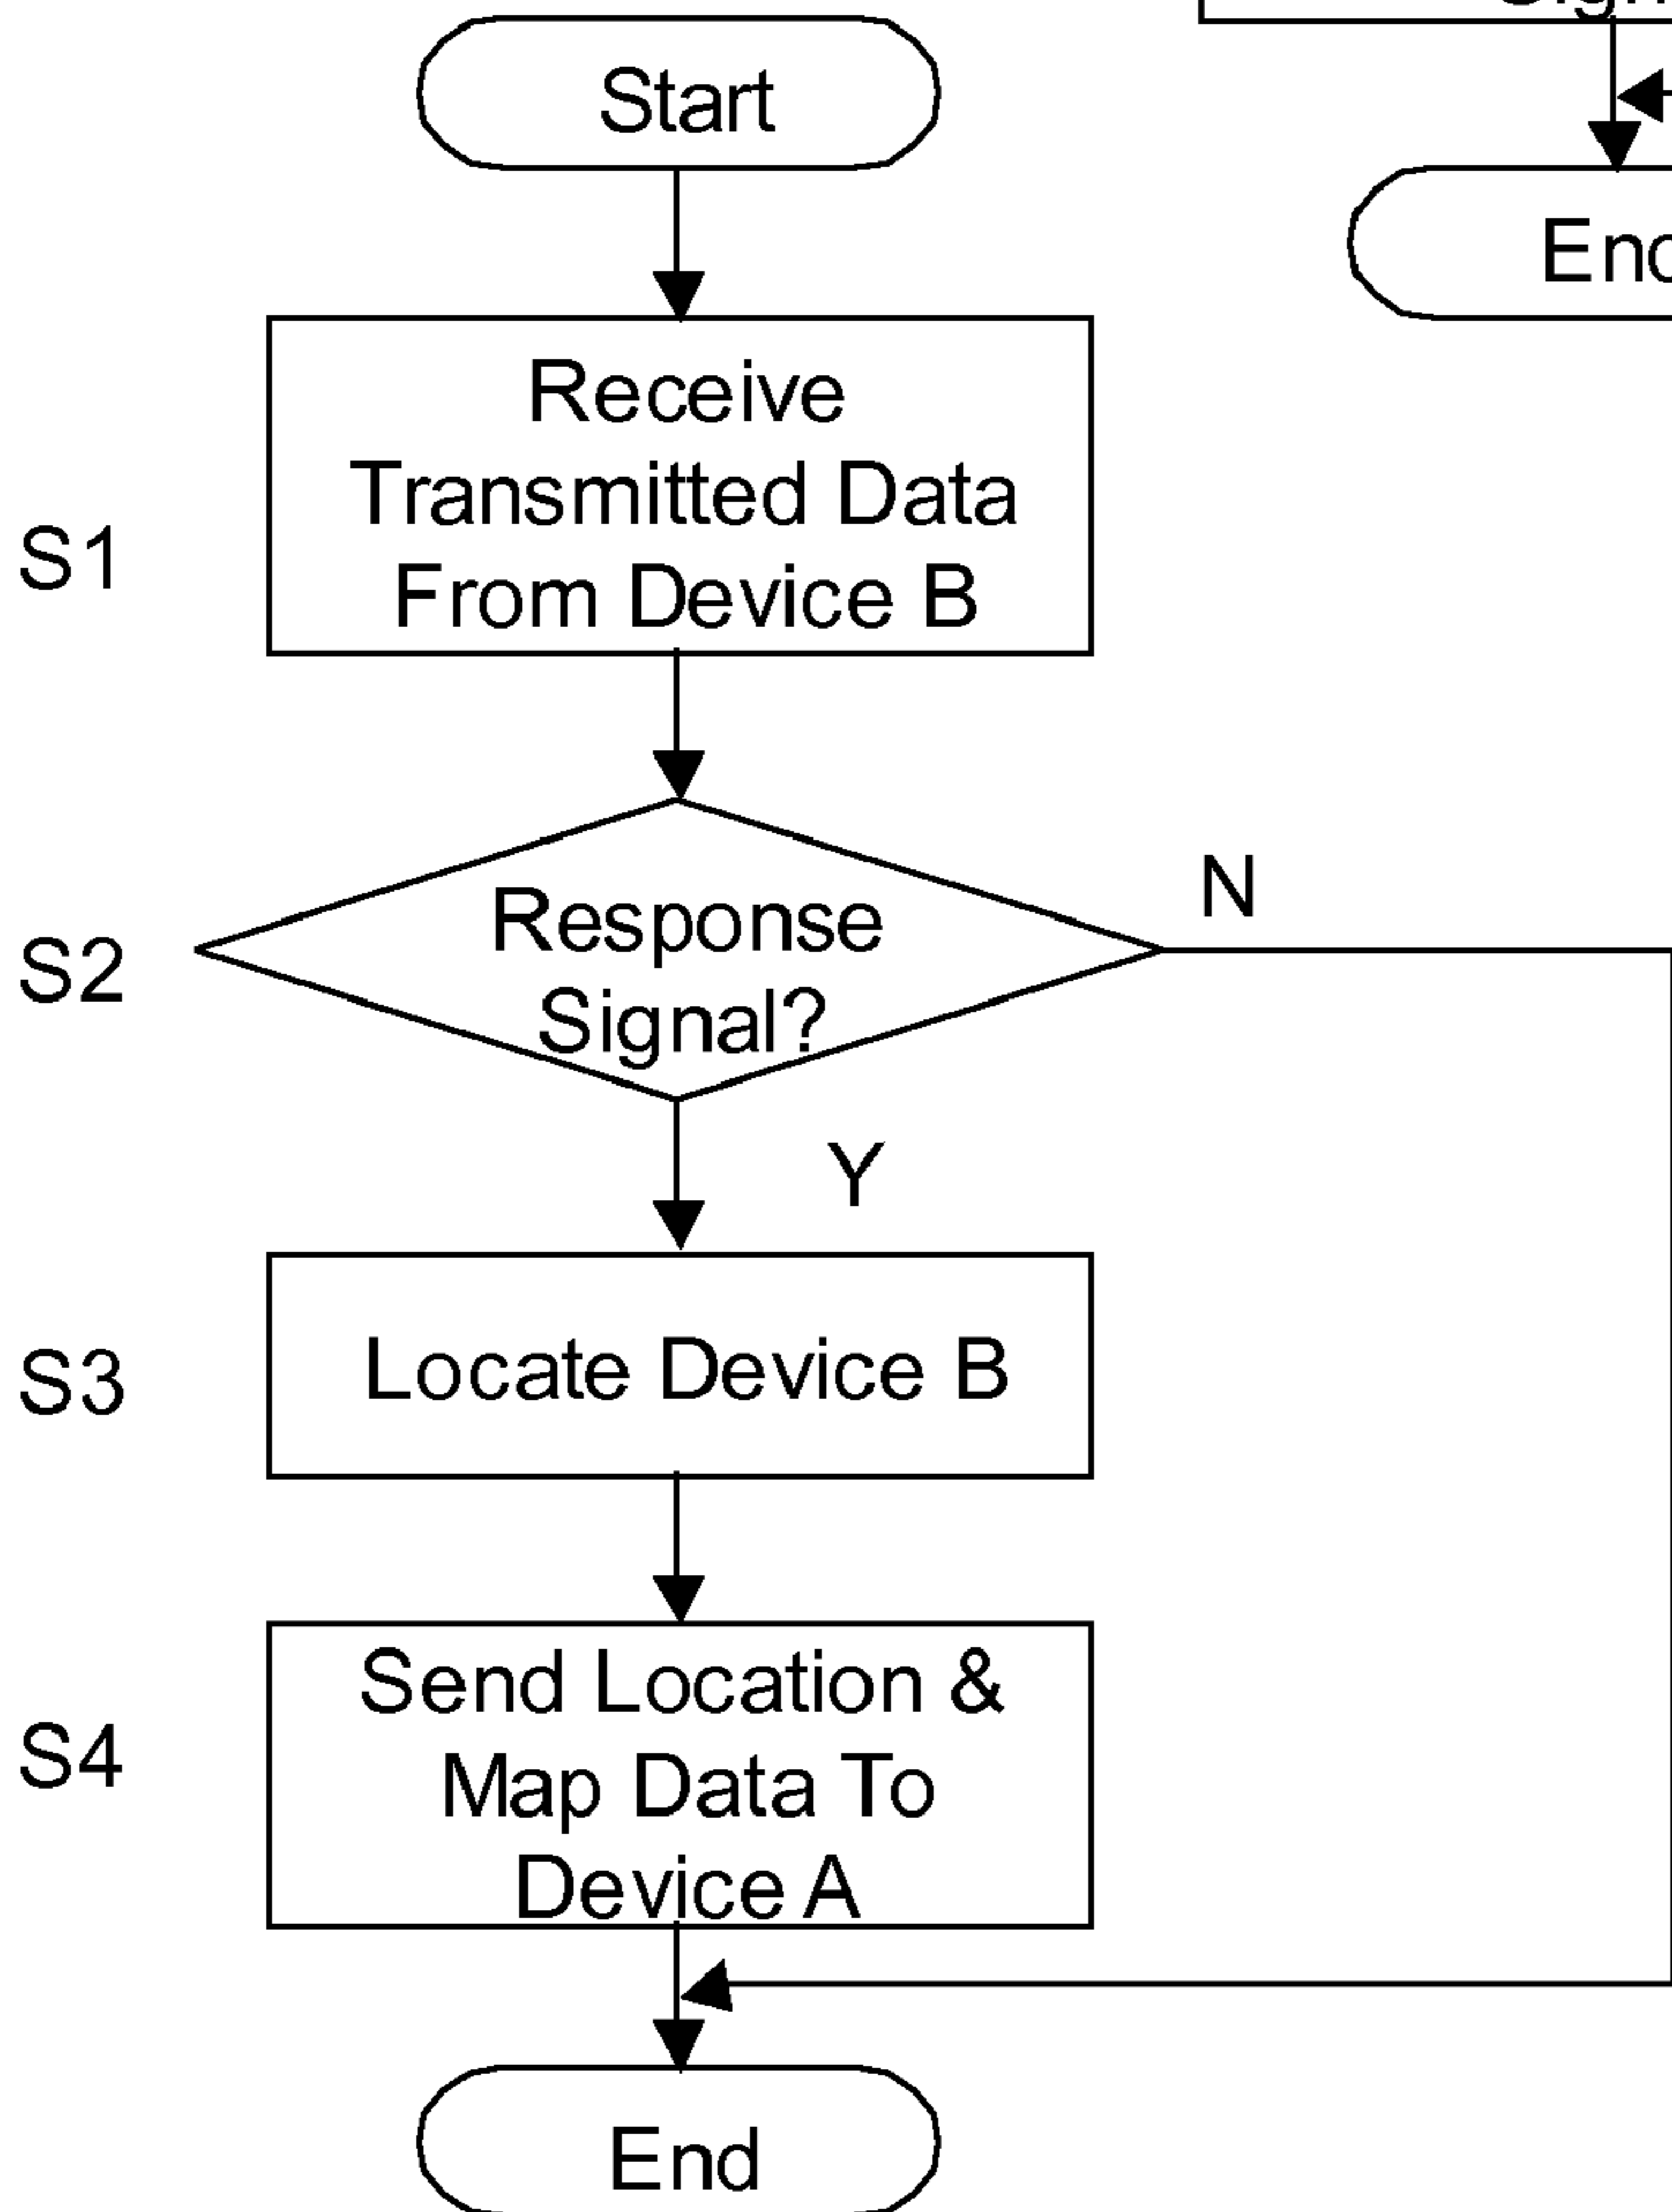 Start
S1
Receive
Transmitted Data
From Device B
S2
Response
Signal?
N
Y
S3
Locate Device B
S4
Send Location &
Map Data To
Device A
End